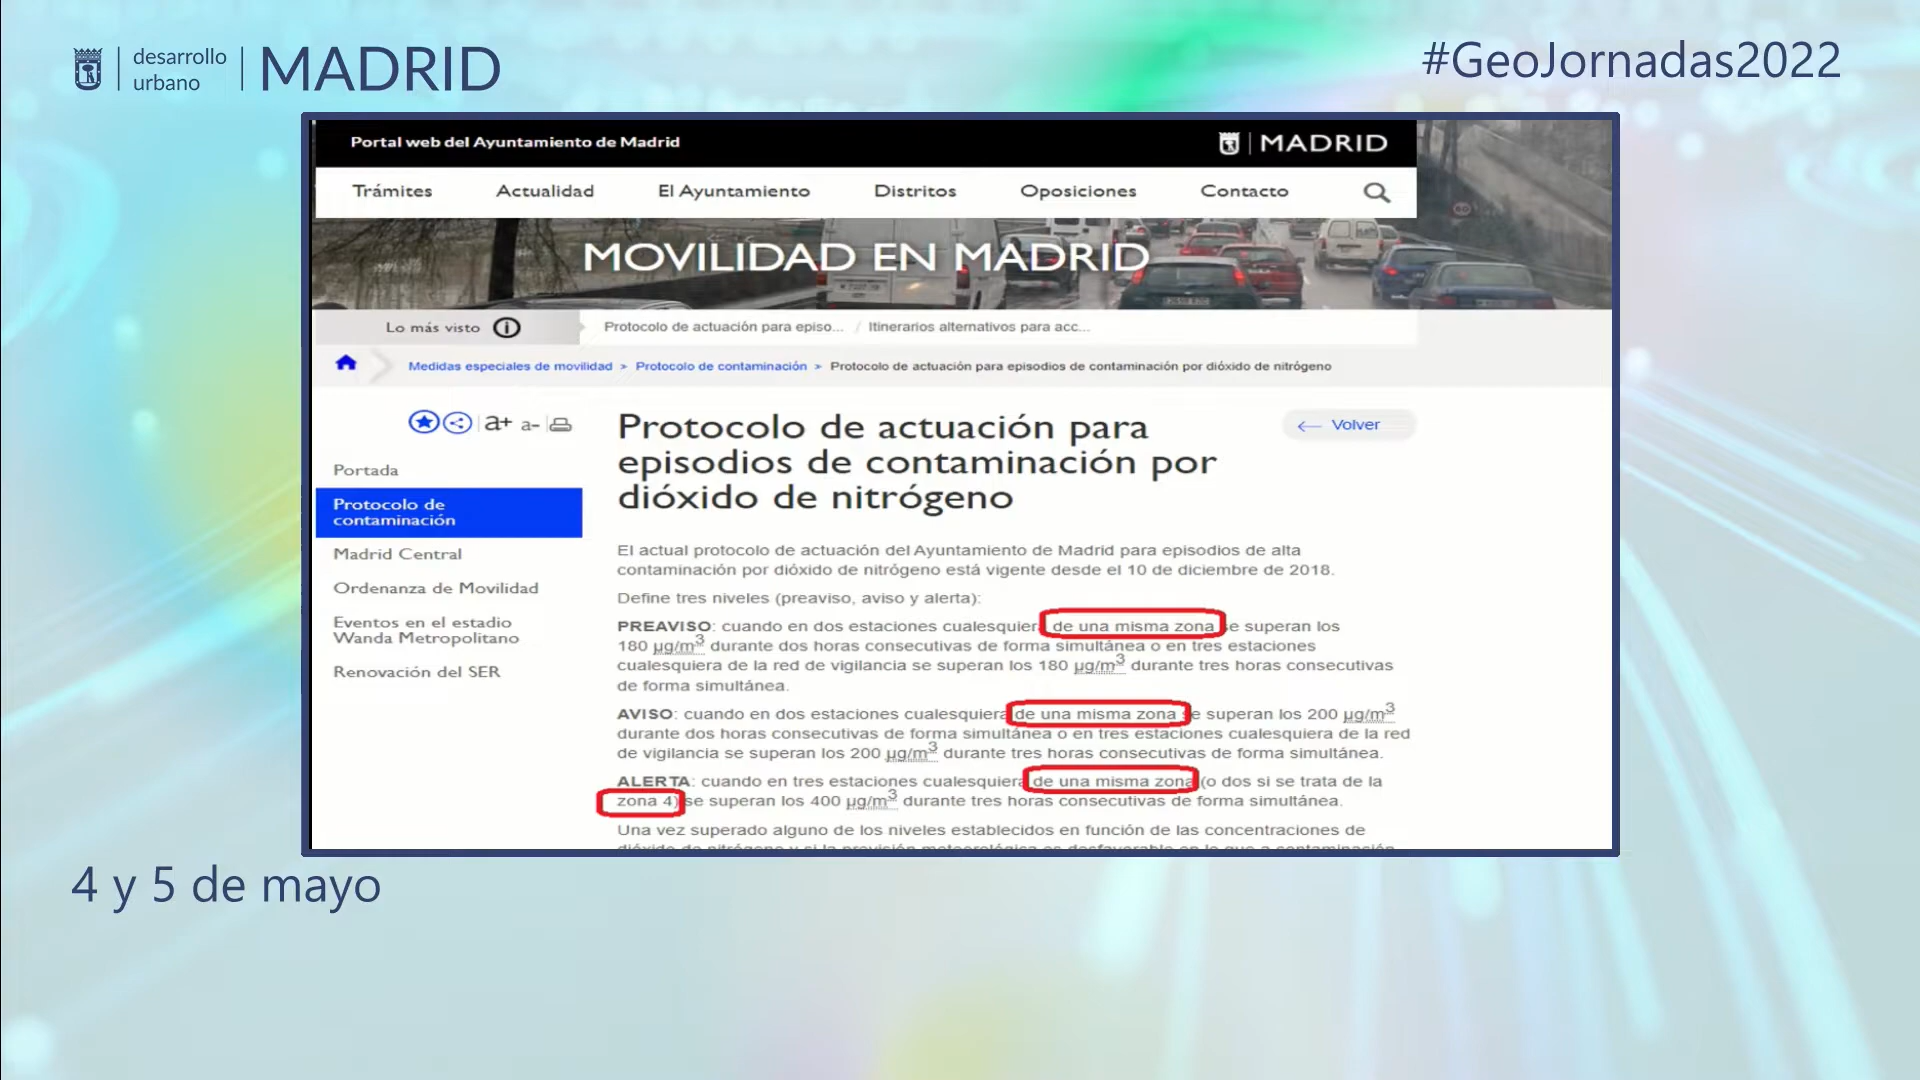 desarrollo
urbano
MADRID
#GeoJornadas2022
Portal web del Ayuntamiento de Madrid
MADRID
Trámites Actualidad El Ayuntamiento Distritos Oposiciones Contacto
MOVILIDAD EN MADRID
Lo más visto
Protocolo de actuación para episo... / Itinerarios alternativos para acc...
Medidas especiales de movilidad > Protocolo de contaminación > Protocolo de actuación para episodios de contaminación por dióxido de nitrógeno
a+ a-
Portada
Protocolo de
contaminación
Madrid Central
Ordenanza de Movilidad
Eventos en el estadio
Wanda Metropolitano
Renovación del SER
Protocolo de actuación para
episodios de contaminación por
dióxido de nitrógeno
Volver
El actual protocolo de actuación del Ayuntamiento de Madrid para episodios de alta
contaminación por dióxido de nitrógeno está vigente desde el 10 de diciembre de 2018.
Define tres niveles (preaviso, aviso y alerta):
PREAVISO: cuando en dos estaciones cualesquiera de una misma zona se superan los
180 µg/m³ durante dos horas consecutivas de forma simultánea o en tres estaciones
cualesquiera de la red de vigilancia se superan los 180 µg/m³ durante tres horas consecutivas
de forma simultánea.
AVISO: cuando en dos estaciones cualesquiera de una misma zona se superan los 200 µg/m³
durante dos horas consecutivas de forma simultánea o en tres estaciones cualesquiera de la red
de vigilancia se superan los 200 µg/m³ durante tres horas consecutivas de forma simultánea.
ALERTA: cuando en tres estaciones cualesquiera de una misma zona (o dos si se trata de la
zona 4) se superan los 400 µg/m³ durante tres horas consecutivas de forma simultánea.
Una vez superado alguno de los niveles establecidos en función de las concentraciones de
4 y 5 de mayo